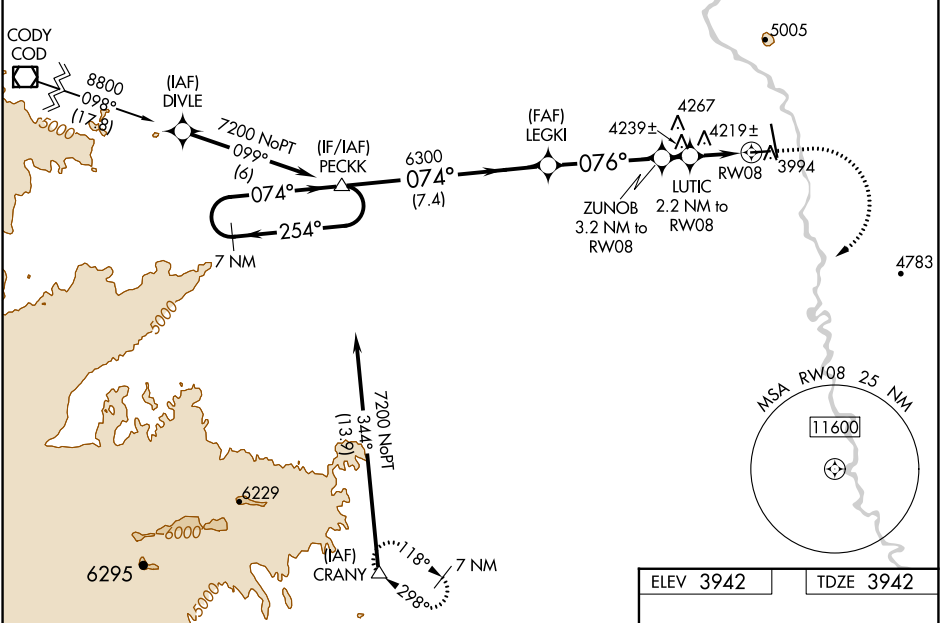 CODY
COD
8800
098°
(17.8)
(IAF)
DIVLE
7200 NoPT
099°
(6)
(IF/IAF)
PECKK
074°
254°
7 NM
6300
074°
(7.4)
(FAF)
LEGKI
076°
4267
4239±
4219±
5005
RW08
3994
ZUNOB
3.2 NM to
RW08
LUTIC
2.2 NM to
RW08
4783
5000
5000
7200 NoPT
344°
(13.9)
6229
6000
6295
5000
(IAF)
CRANY
118°
298°
7 NM
MSA RW08 25 NM
11600
ELEV 3942
TDZE 3942